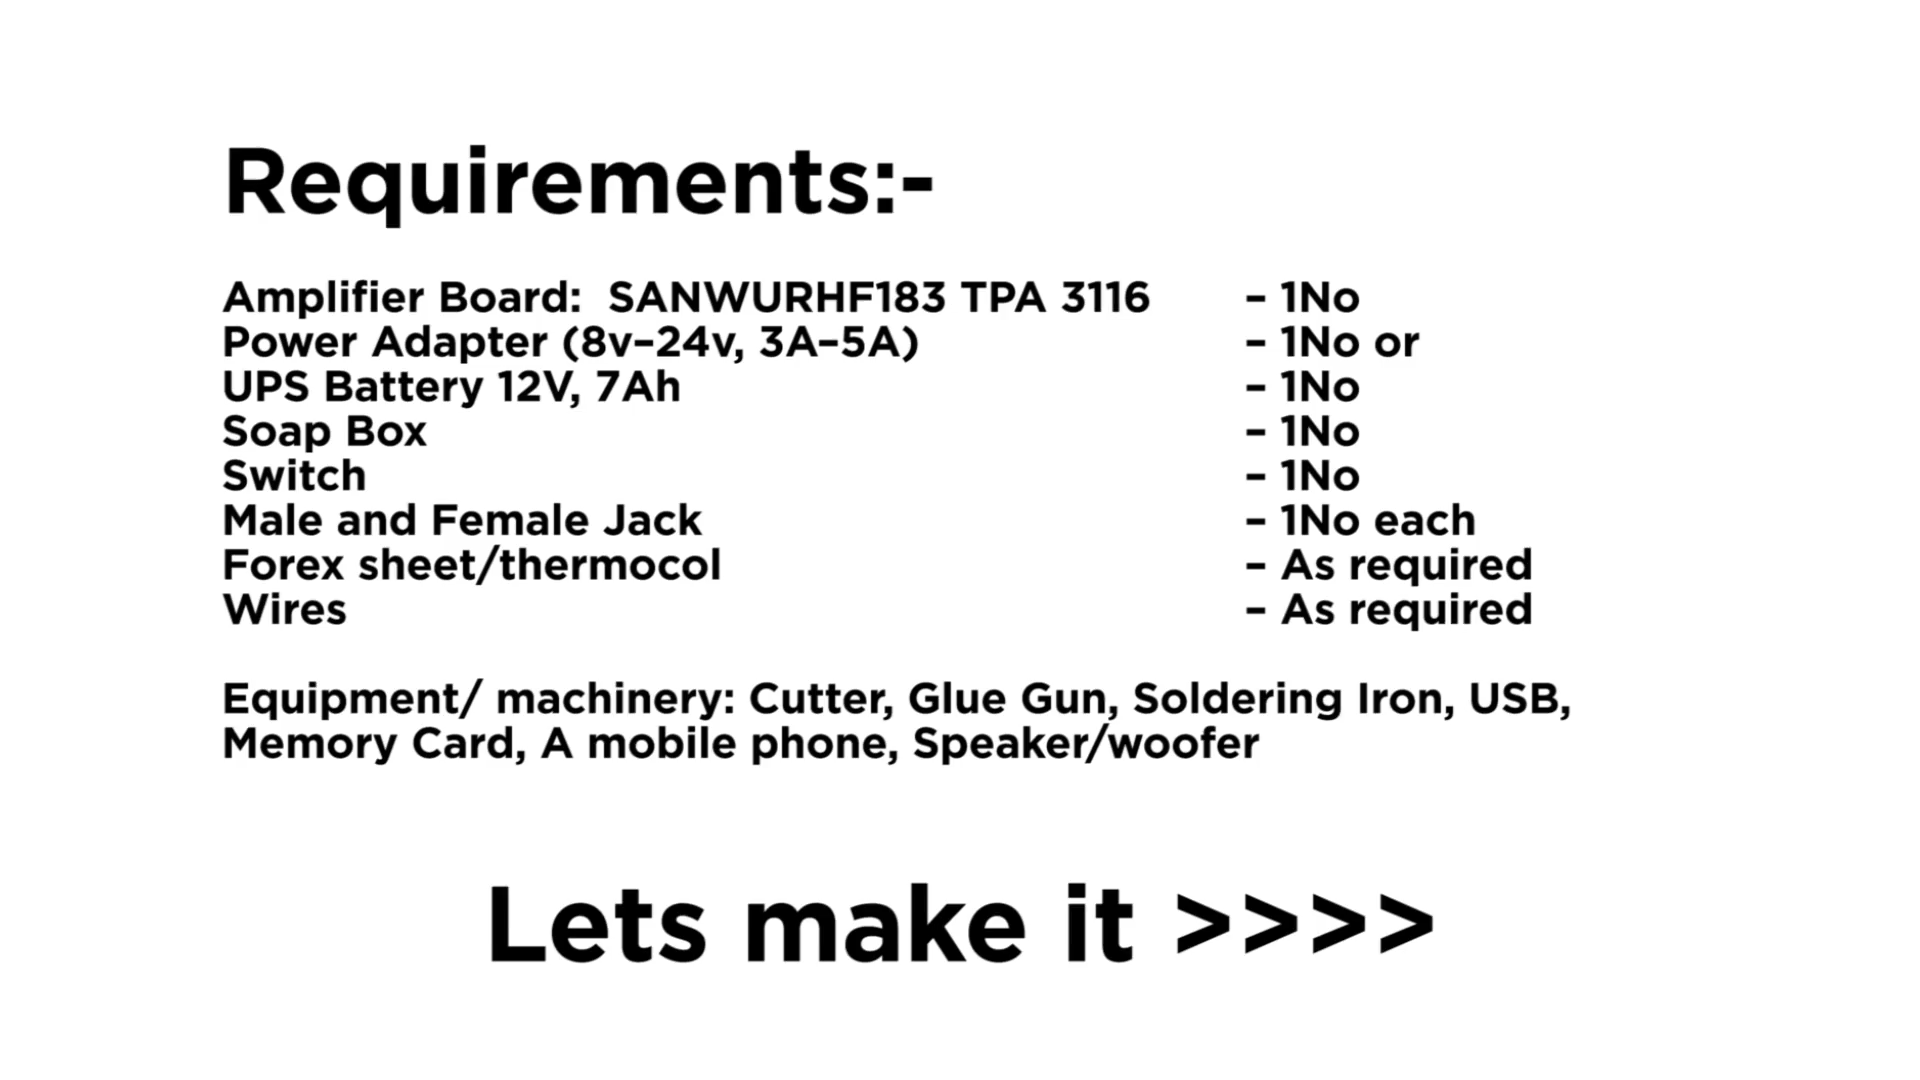 Requirements:-
Amplifier Board:  SANWURHF183 TPA 3116 – 1No
Power Adapter (8v–24v, 3A–5A) – 1No or
UPS Battery 12V, 7Ah – 1No
Soap Box – 1No
Switch – 1No
Male and Female Jack – 1No each
Forex sheet/thermocol – As required
Wires – As required
Equipment/ machinery: Cutter, Glue Gun, Soldering Iron, USB,
Memory Card, A mobile phone, Speaker/woofer
Lets make it >>>>